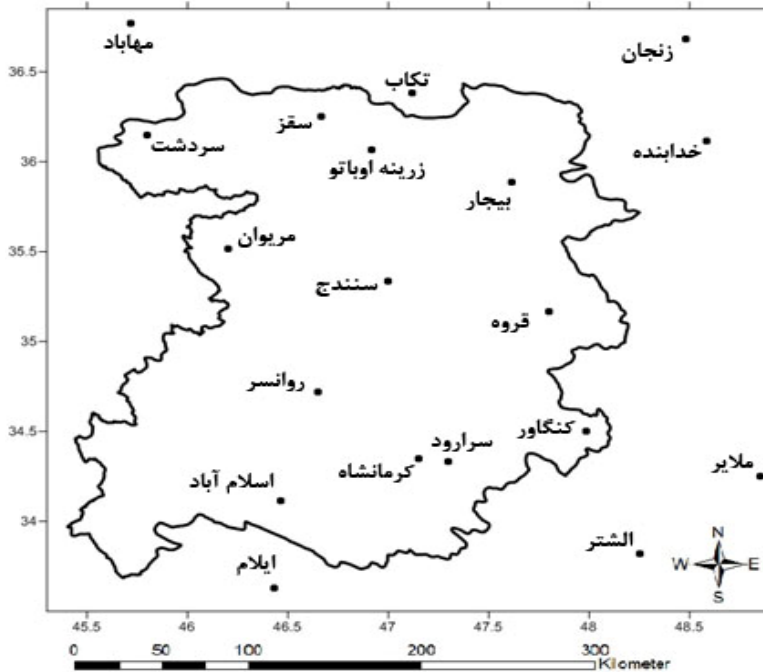 مهاباد
زنجان
36.5
تکاب
سقز
سردشت
خدابنده
36
زرینه اوباتو
بیجار
مریوان
35.5
سنندج
قروه
35
روانسر
34.5
کنگاور
سرارود
کرمانشاه
ملایر
اسلام آباد
34
الشتر
ایلام
N
W E
S
45.5 46 46.5 47 47.5 48 48.5
0 50 100 200 300
Kilometer